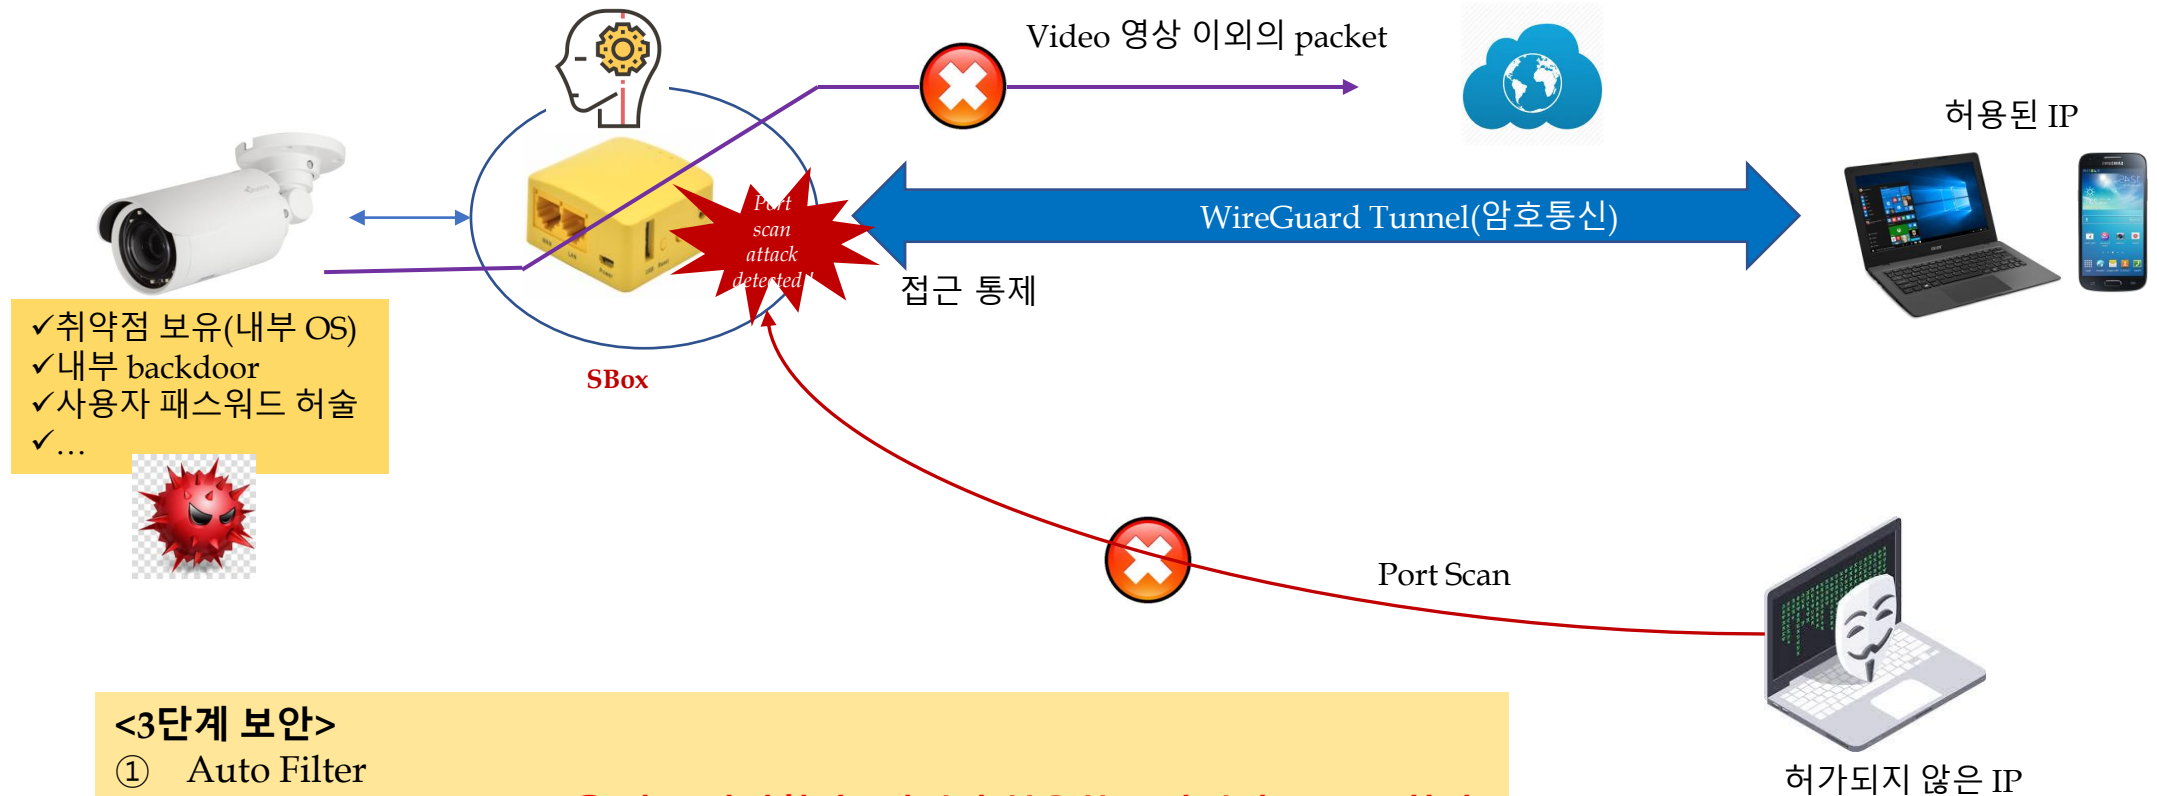 Video 영상 이외의 packet
허용된 IP
Port
scan
attack
detected!
WireGuard Tunnel(암호통신)
접근 통제
✓취약점 보유(내부 OS)
✓내부 backdoor
✓사용자 패스워드 허술
✓…
SBox
Port Scan
허가되지 않은 IP
<3단계 보안>
① Auto Filter